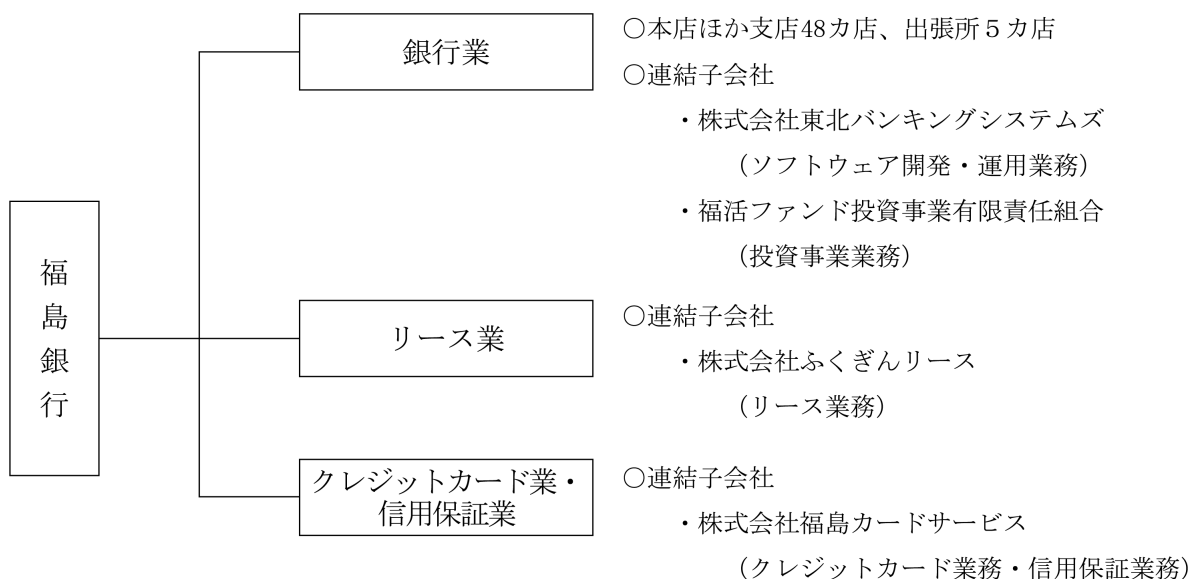 福島銀行
銀行業
○本店ほか支店48カ店、出張所５カ店
○連結子会社
・株式会社東北バンキングシステムズ
（ソフトウェア開発・運用業務）
・福活ファンド投資事業有限責任組合
（投資事業業務）
リース業
○連結子会社
・株式会社ふくぎんリース
（リース業務）
クレジットカード業・
信用保証業
○連結子会社
・株式会社福島カードサービス
（クレジットカード業務・信用保証業務）